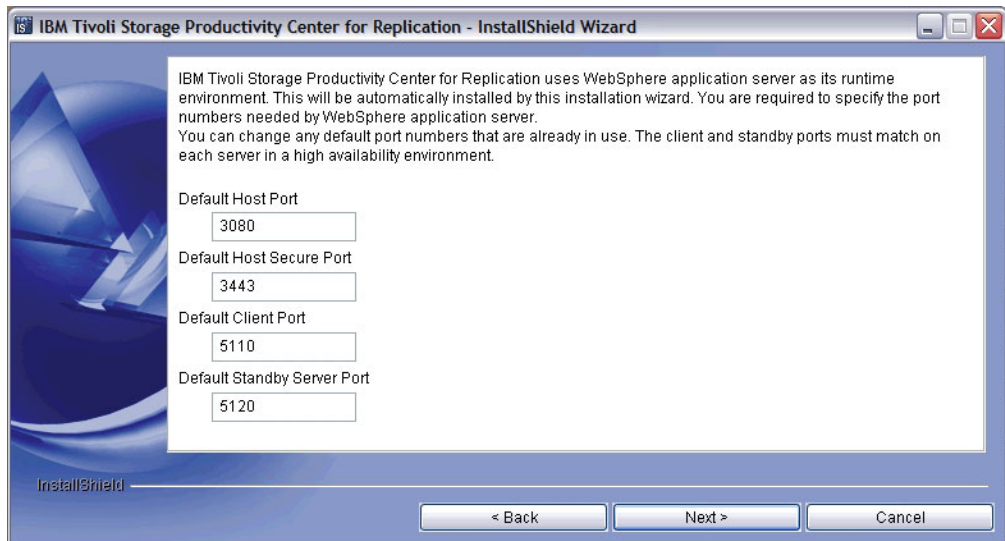 IBM Tivoli Storage Productivity Center for Replication - InstallShield Wizard
IBM Tivoli Storage Productivity Center for Replication uses WebSphere application server as its runtime
environment. This will be automatically installed by this installation wizard. You are required to specify the port
numbers needed by WebSphere application server.
You can change any default port numbers that are already in use. The client and standby ports must match on
each server in a high availability environment.
Default Host Port
3080
Default Host Secure Port
3443
Default Client Port
5110
Default Standby Server Port
5120
InstallShield
< Back Next > Cancel